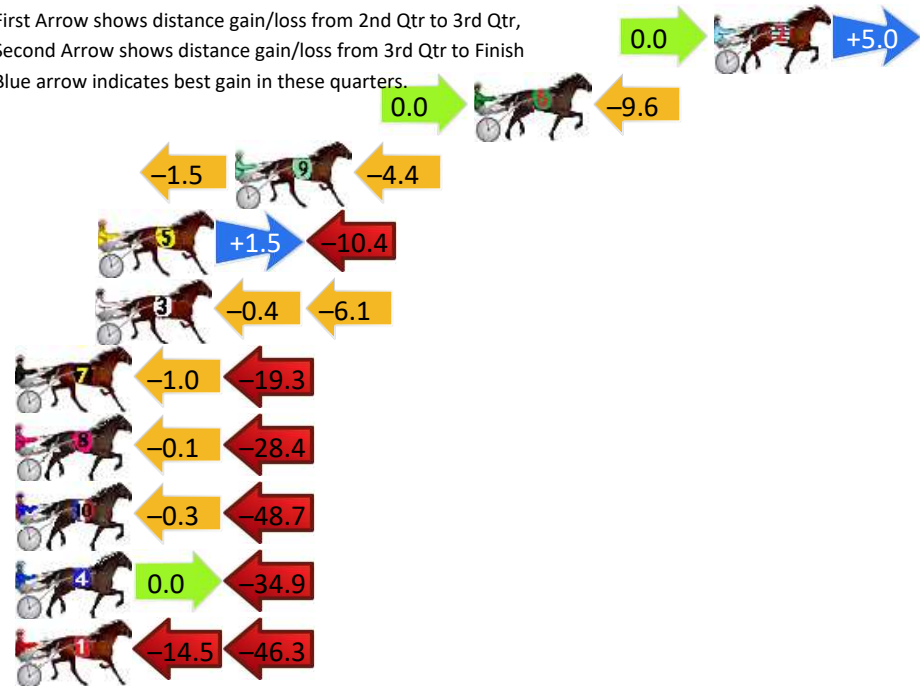 First Arrow shows distance gain/loss from 2nd Qtr to 3rd Qtr,
Second Arrow shows distance gain/loss from 3rd Qtr to Finish
Blue arrow indicates best gain in these quarters.
0.0 2 +5.0
0.0 6 –9.6
–1.5 9 –4.4
5 +1.5 –10.4
3 –0.4 –6.1
7 –1.0 –19.3
8 –0.1 –28.4
10 –0.3 –48.7
4 0.0 –34.9
1 –14.5 –46.3